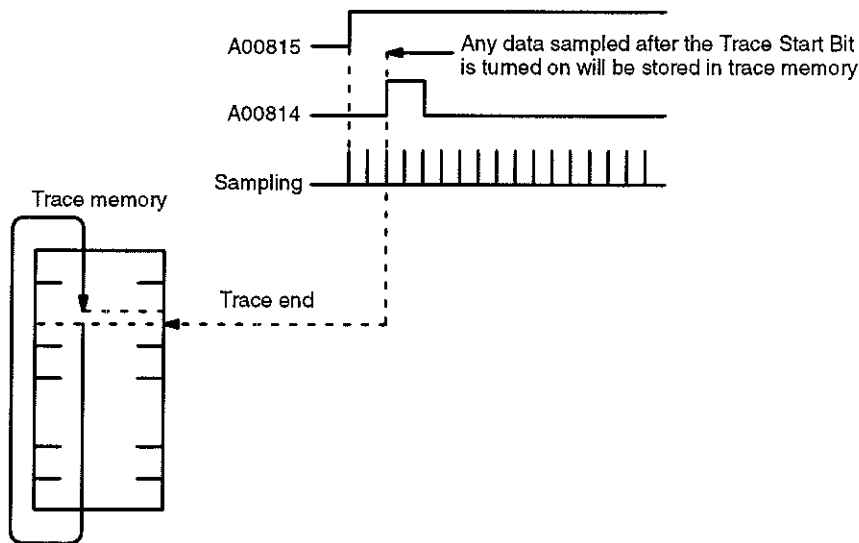 A00815
Any data sampled after the Trace Start Bit
is turned on will be stored in trace memory
A00814
Sampling
Trace memory
Trace end